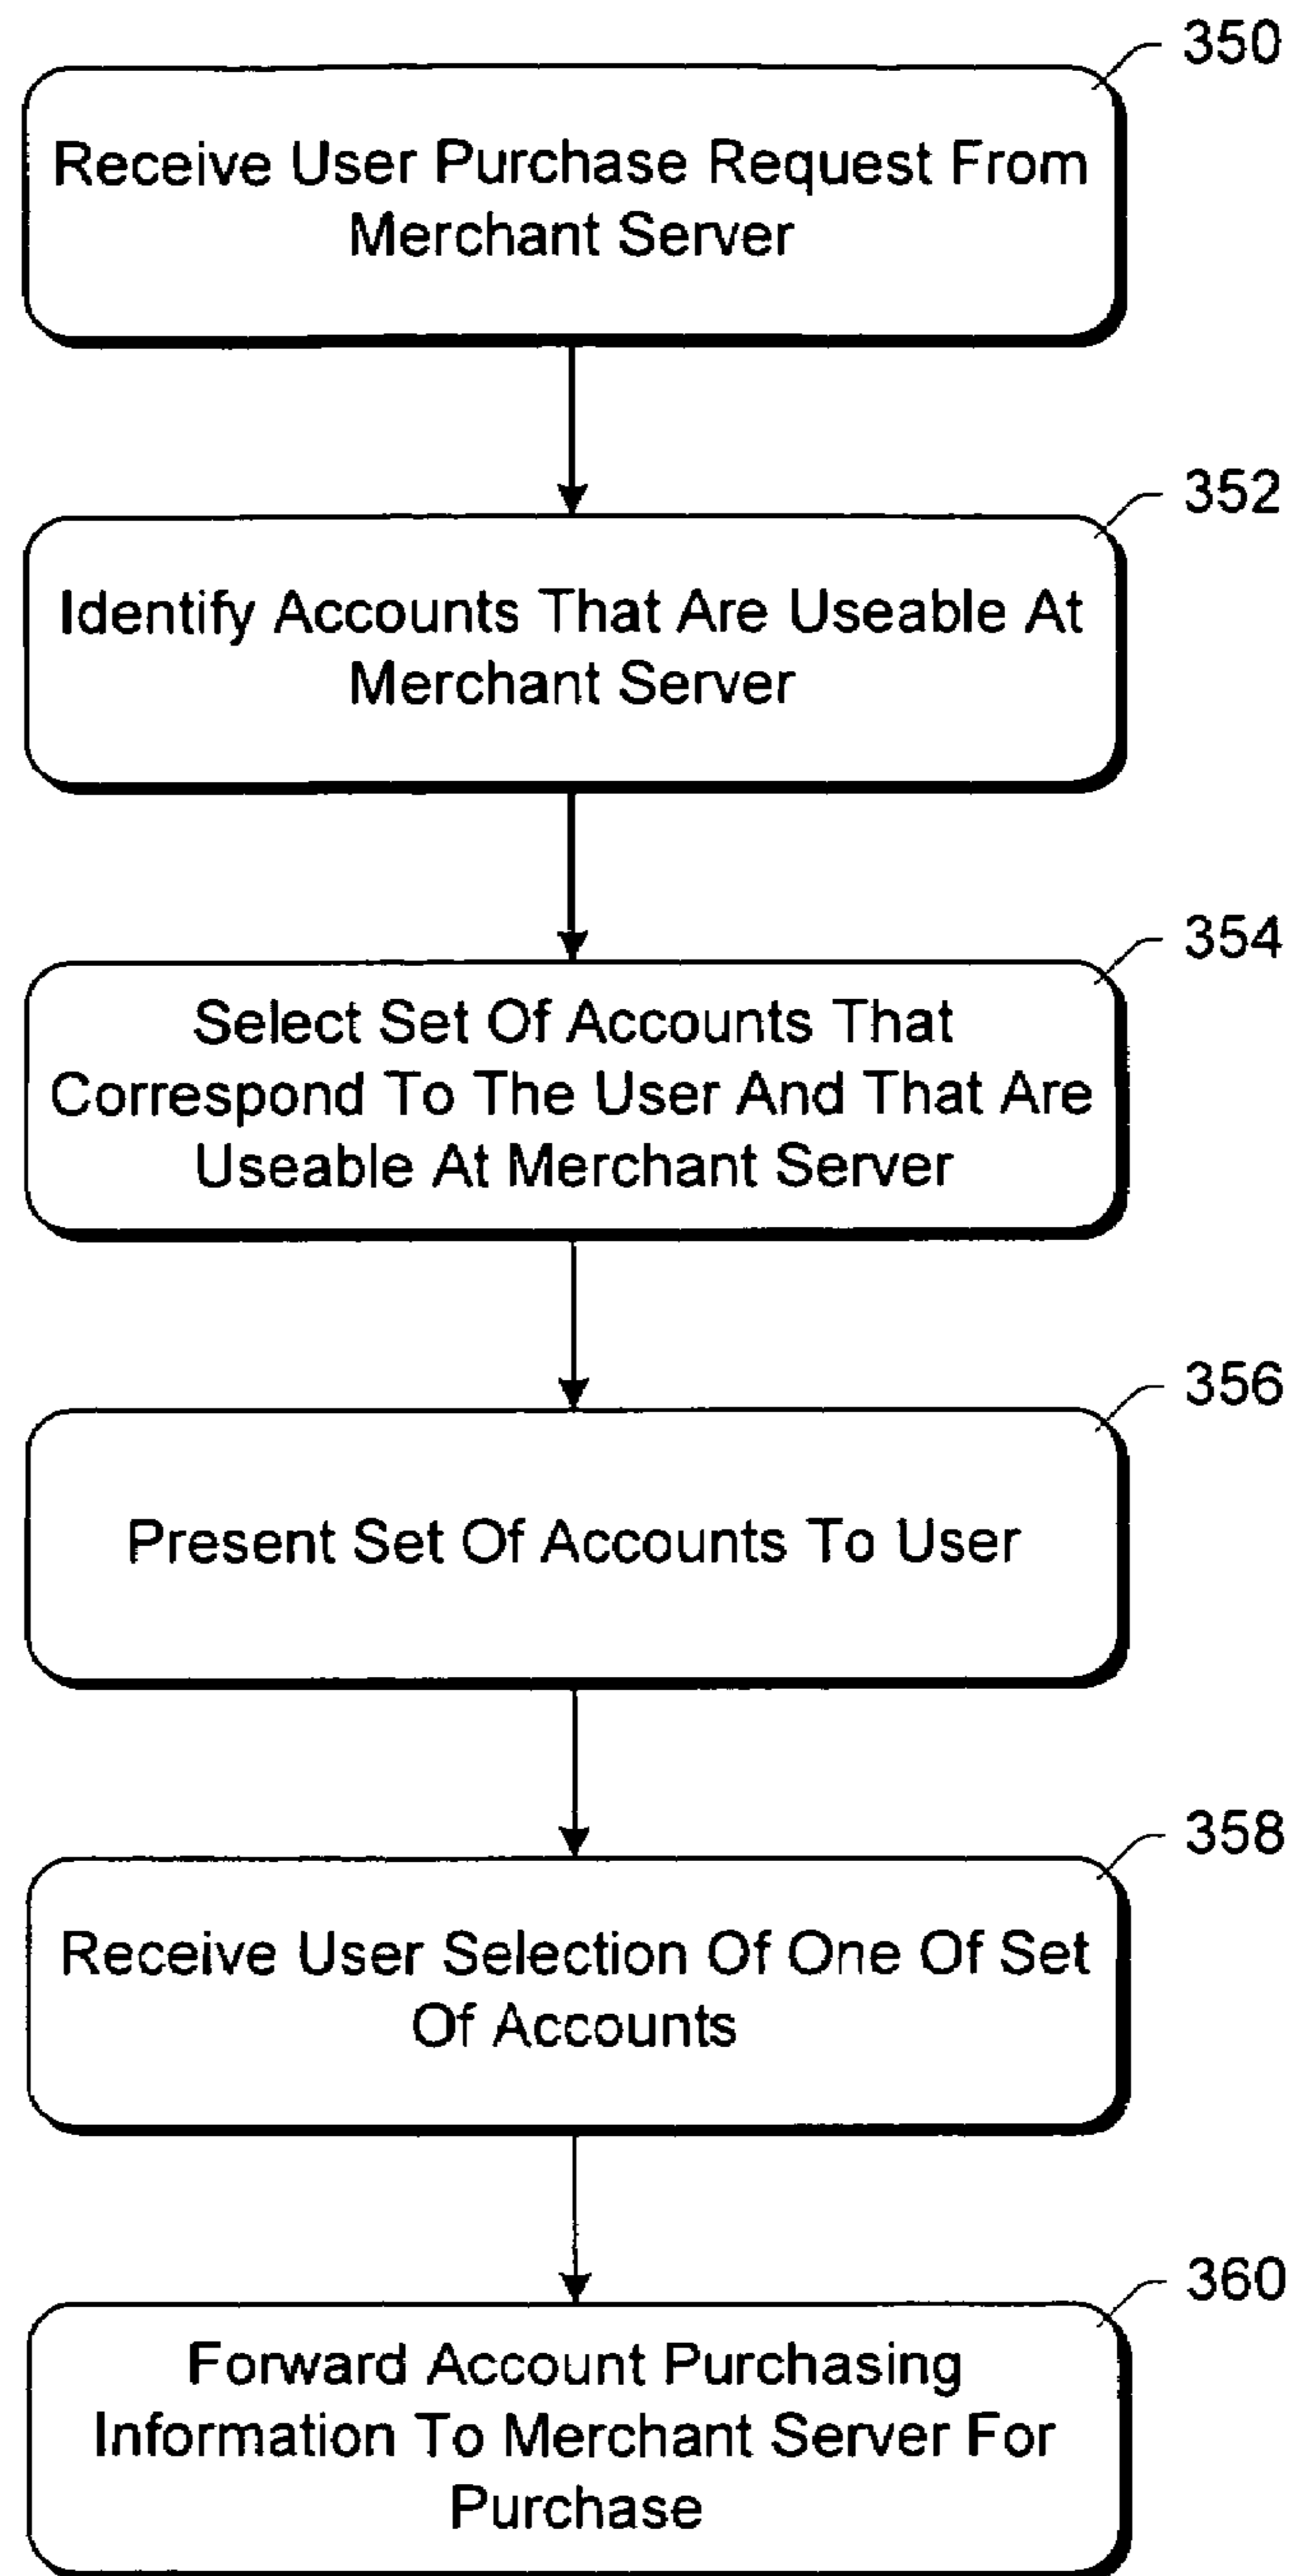 350
Receive User Purchase Request From
Merchant Server
352
Identify Accounts That Are Useable At
Merchant Server
354
Select Set Of Accounts That
Correspond To The User And That Are
Useable At Merchant Server
356
Present Set Of Accounts To User
358
Receive User Selection Of One Of Set
Of Accounts
360
Forward Account Purchasing
Information To Merchant Server For
Purchase